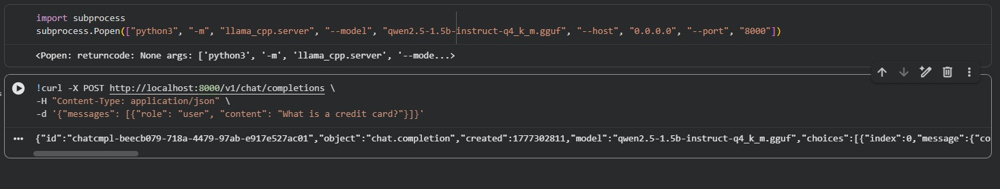 import subprocess
subprocess.Popen(["python3", "-m", "llama_cpp.server", "--model", "qwen2.5-1.5b-instruct-q4_k_m.gguf", "--host", "0.0.0.0", "--port", "8000"])
<Popen: returncode: None args: ['python3', '-m', 'llama_cpp.server', '--mode...>
!curl -X POST http://localhost:8000/v1/chat/completions \
-H "Content-Type: application/json" \
-d '{"messages": [{"role": "user", "content": "What is a credit card?"}]}'
{"id":"chatcmpl-beecb079-718a-4479-97ab-e917e527ac01","object":"chat.completion","created":1777302811,"model":"qwen2.5-1.5b-instruct-q4_k_m.gguf","choices":[{"index":0,"message":{"co